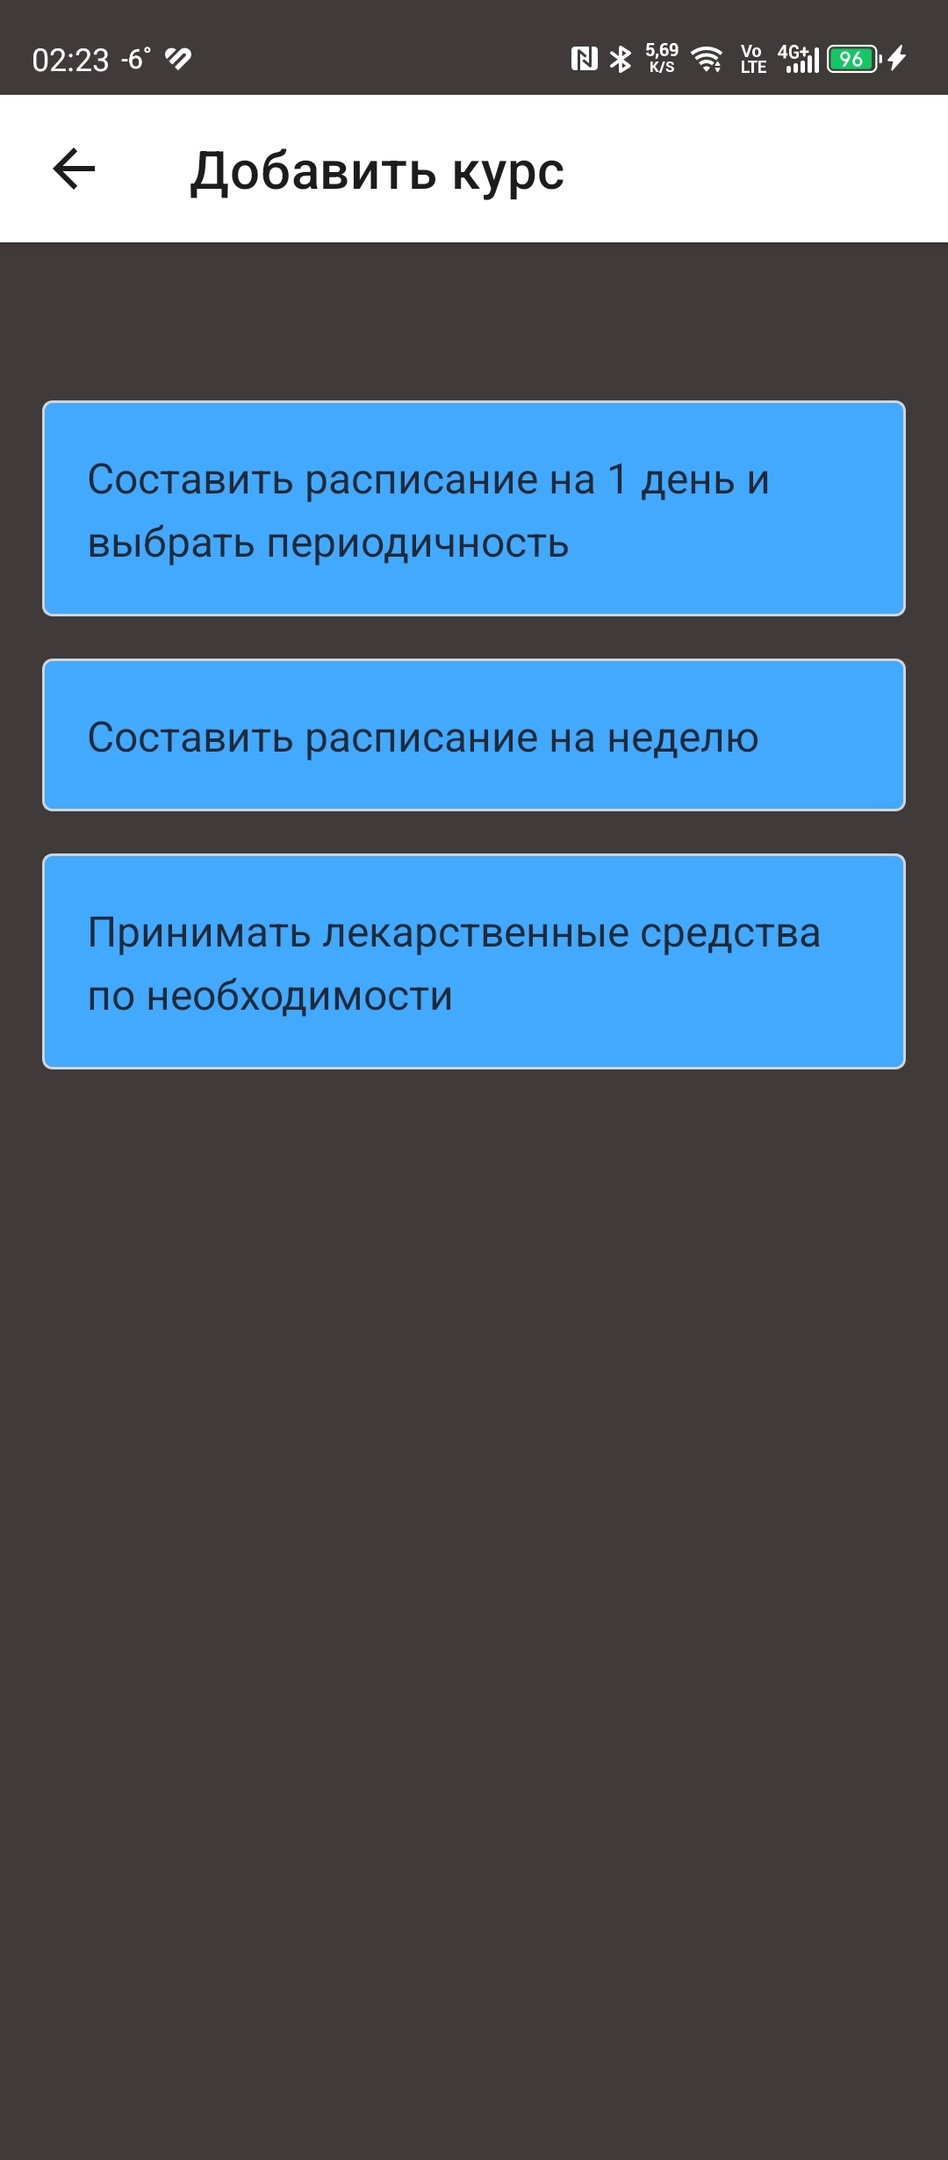 02:23 -6° 5,69 K/S Vo LTE 4G+ 96
Добавить курс
Составить расписание на 1 день и
выбрать периодичность
Составить расписание на неделю
Принимать лекарственные средства
по необходимости